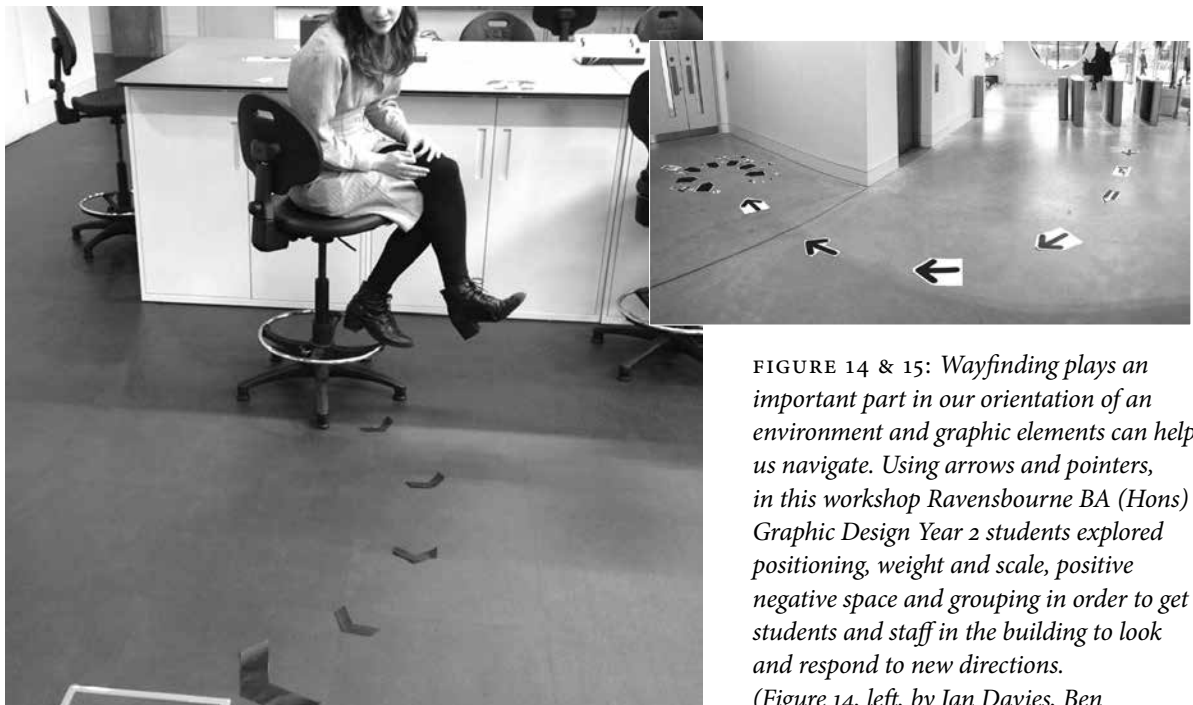 FIGURE 14 & 15: Wayfinding plays an
important part in our orientation of an
environment and graphic elements can help
us navigate. Using arrows and pointers,
in this workshop Ravensbourne BA (Hons)
Graphic Design Year 2 students explored
positioning, weight and scale, positive
negative space and grouping in order to get
students and staff in the building to look
and respond to new directions.
(Figure 14, left, by Ian Davies, Ben